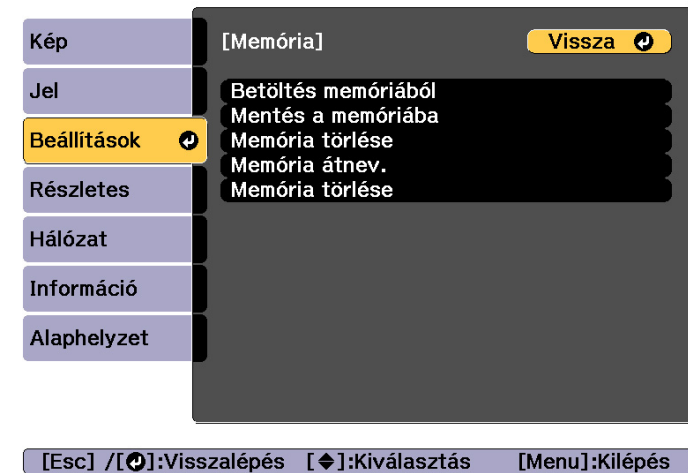 Kép
Jel
Beállítások
Részletes
Hálózat
Információ
Alaphelyzet
[Memória]
Vissza
Betöltés memóriából
Mentés a memóriába
Memória törlése
Memória átnev.
Memória törlése
[Esc] /[ ]:Visszalépés [ ]:Kiválasztás [Menu]:Kilépés